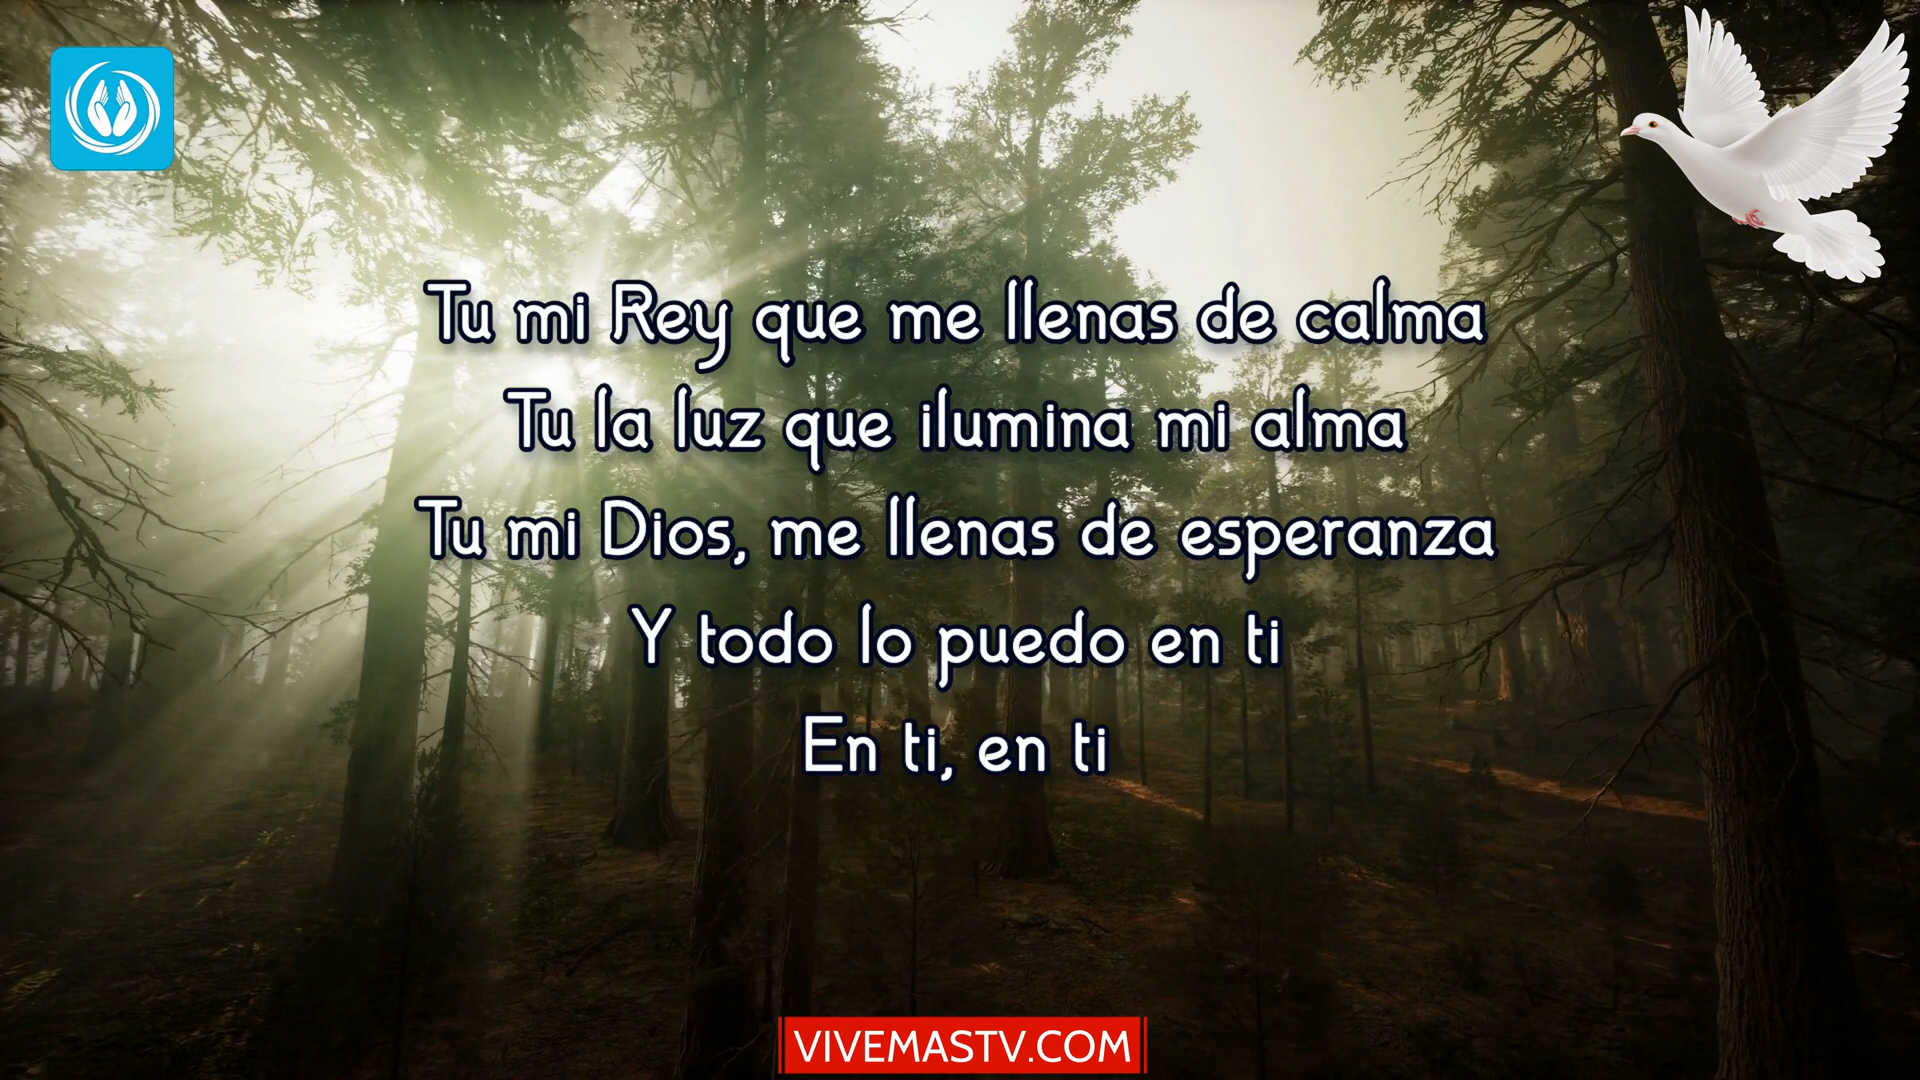 Tu mi Rey que me llenas de calma
Tu la luz que ilumina mi alma
Tu mi Dios, me llenas de esperanza
Y todo lo puedo en ti
En ti, en ti
VIVEMASTV.COM